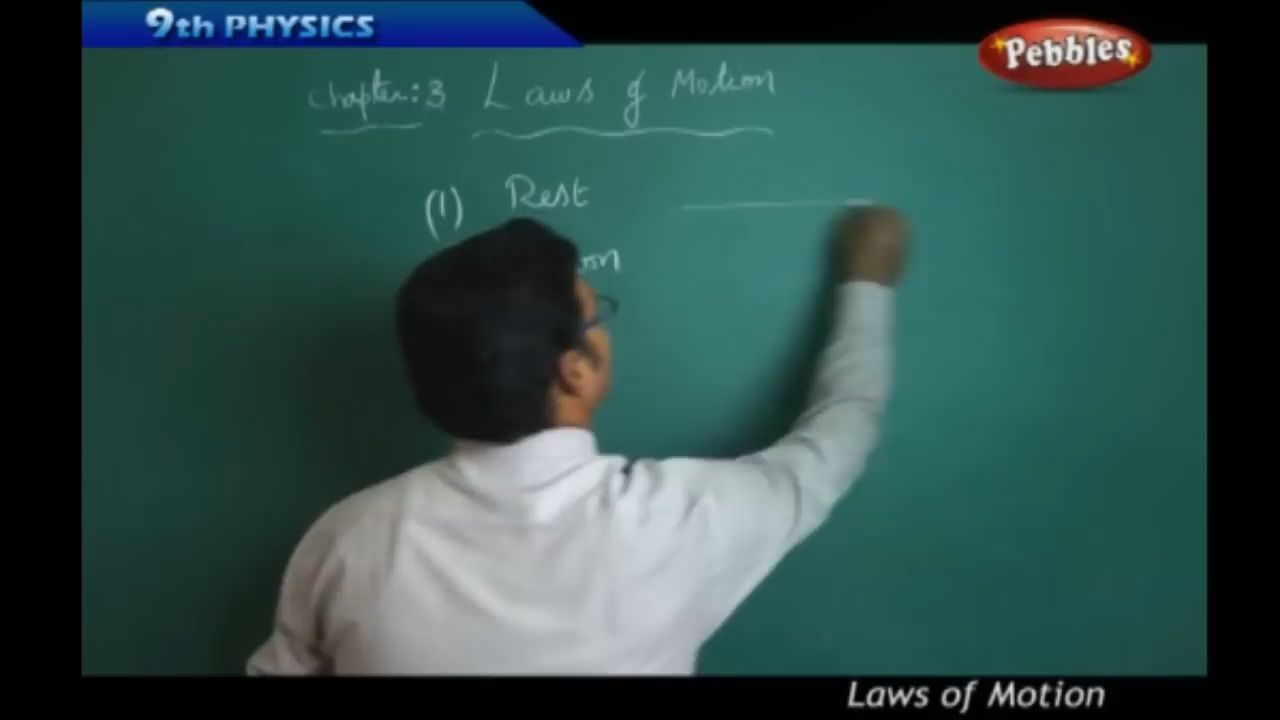 9th PHYSICS
Pebbles
Chapter: 3 Laws of Motion
(1) Rest
Laws of Motion